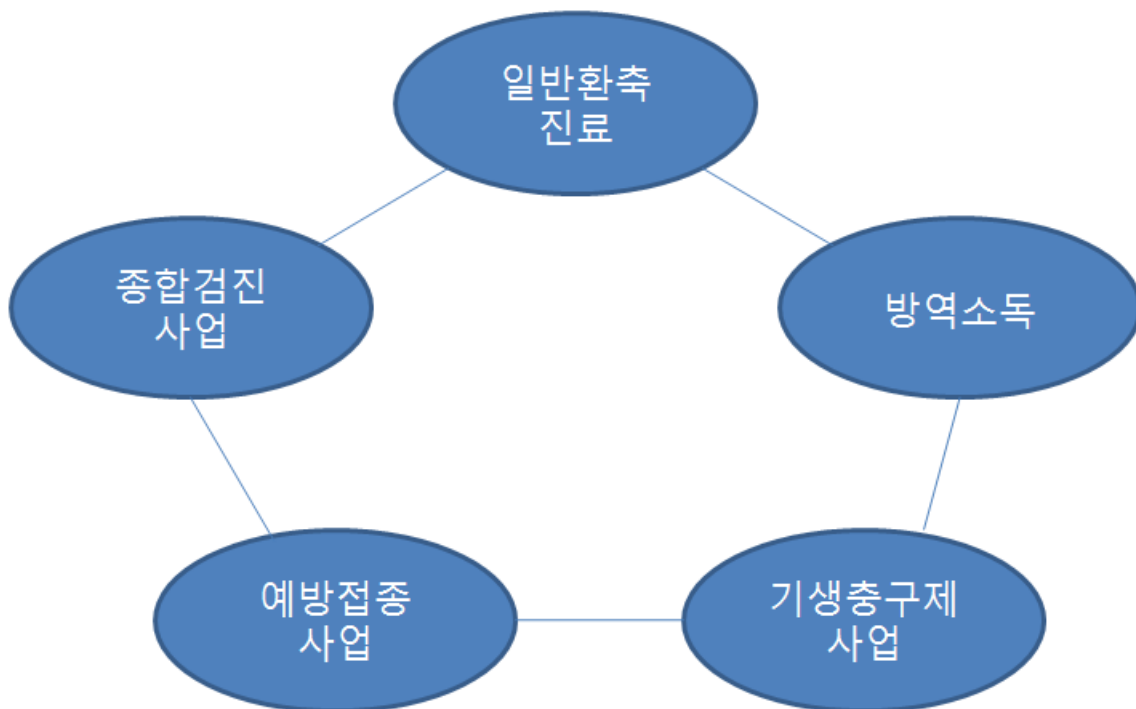 일반환축
진료
종합검진
사업
방역소독
예방접종
사업
기생충구제
사업